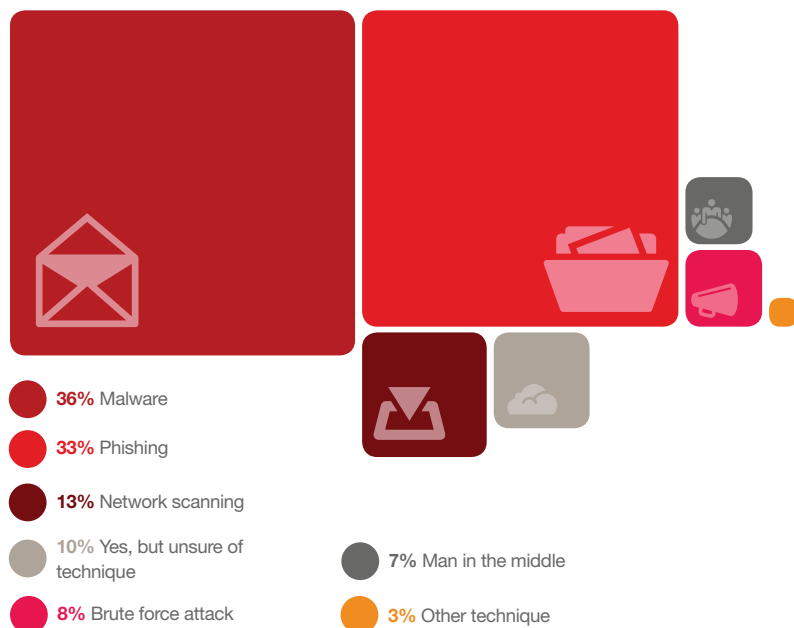 36% Malware
33% Phishing
13% Network scanning
10% Yes, but unsure of
technique
8% Brute force attack
7% Man in the middle
3% Other technique